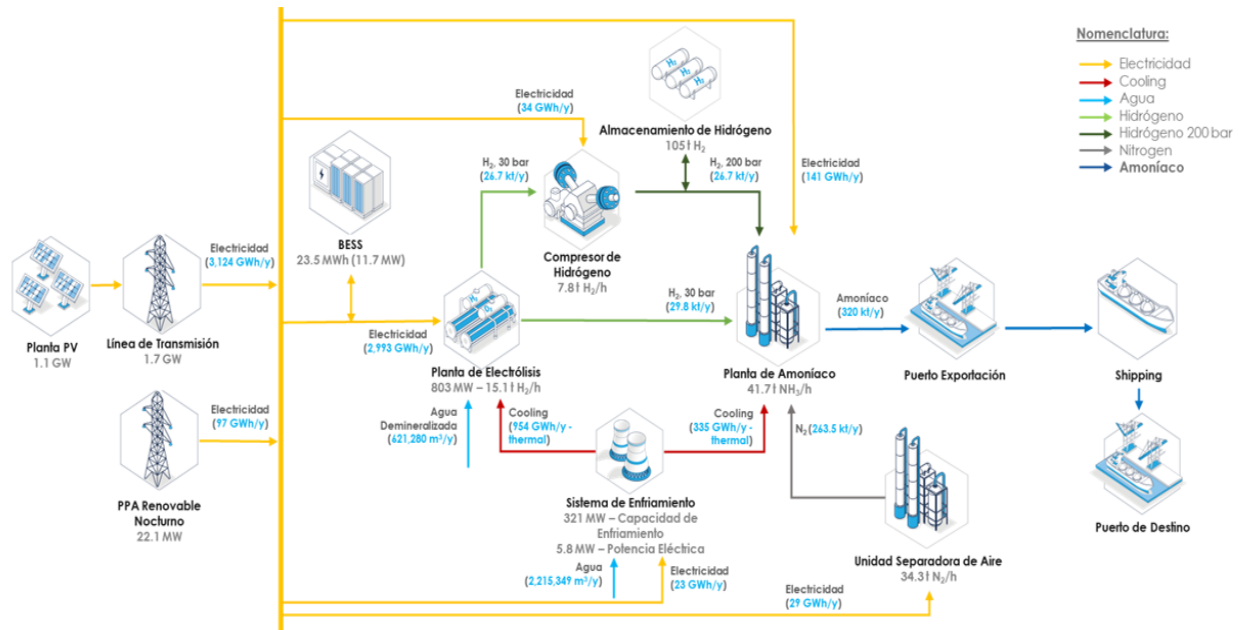 Nomenclatura:
Electricidad
Cooling
Agua
Hidrógeno
Hidrógeno 200 bar
Nitrogen
Amoníaco
Electricidad
(34 GWh/y)
H2
H2
H2
Almacenamiento de Hidrógeno
105 t H2
Electricidad
(141 GWh/y)
H2, 30 bar
(26.7 kt/y)
H2, 200 bar
(26.7 kt/y)
BESS
23.5 MWh (11.7 MW)
Compresor de
Hidrógeno
7.8 t H2/h
Electricidad
(3,124 GWh/y)
Planta PV
1.1 GW
Línea de Transmisión
1.7 GW
Electricidad
(2,993 GWh/y)
H2, 30 bar
(29.8 kt/y)
Amoníaco
(320 kt/y)
Planta de Electrólisis
803 MW – 15.1 t H2/h
Planta de Amoníaco
41.7 t NH3/h
Puerto Exportación
Shipping
Electricidad
(97 GWh/y)
PPA Renovable
Nocturno
22.1 MW
Agua
Demineralizada
(621,280 m3/y)
Cooling
(954 GWh/y -
thermal)
Cooling
(335 GWh/y -
thermal)
N2 (263.5 kt/y)
Sistema de Enfriamiento
321 MW – Capacidad de
Enfriamiento
5.8 MW – Potencia Eléctrica
Puerto de Destino
Unidad Separadora de Aire
34.3 t N2/h
Agua
(2,215,349 m3/y)
Electricidad
(23 GWh/y)
Electricidad
(29 GWh/y)